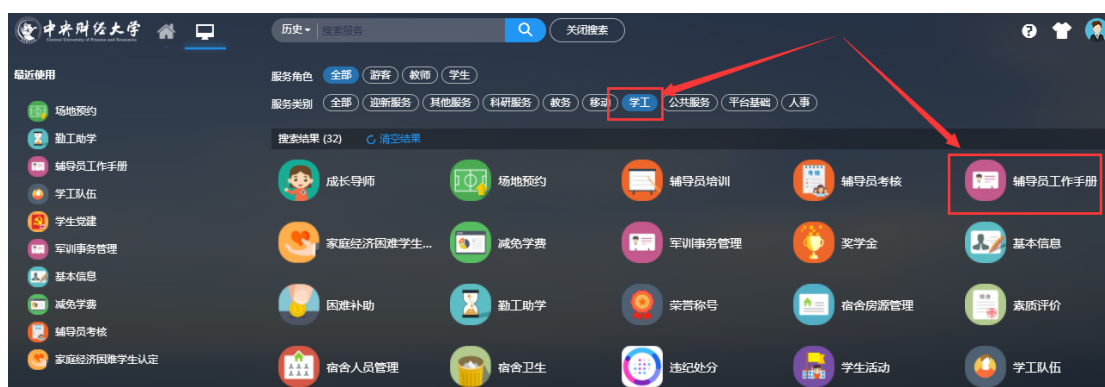 中央财经大学
Central University of Finance and Economics
历史
搜索服务
关闭搜索
最近使用
场地预约
勤工助学
辅导员工作手册
学工队伍
学生党建
军训事务管理
基本信息
减免学费
辅导员考核
家庭经济困难学生认定
服务角色 全部 游客 教师 学生
服务类别 全部 迎新服务 其他服务 科研服务 教务 移动 学工 公共服务 平台基础 人事
搜索结果 (32) 清空结果
成长导师 场地预约 辅导员培训 辅导员考核 辅导员工作手册
家庭经济困难学生... 减免学费 军训事务管理 奖学金 基本信息
困难补助 勤工助学 荣誉称号 宿舍房源管理 素质评价
宿舍人员管理 宿舍卫生 违纪处分 学生活动 学工队伍